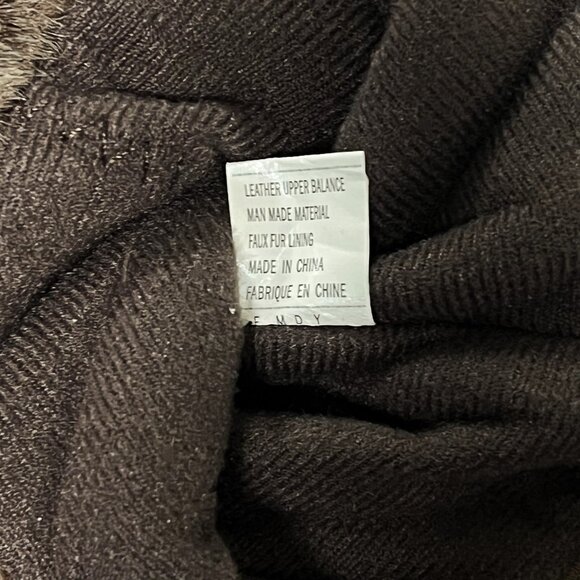 LEATHER UPPER BALANCE
MAN MADE MATERIAL
FAUX FUR LINING
MADE IN CHINA
FABRIQUE EN CHINE